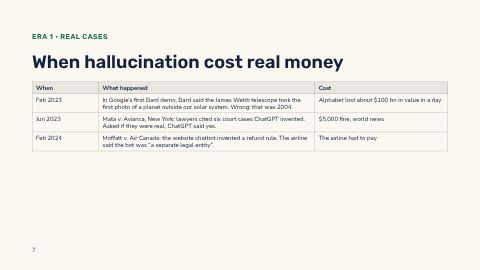 ERA 1 • REAL CASES
When hallucination cost real money
When What happened Cost
Feb 2023 In Google's first Bard demo, Bard said the James Webb telescope took the Alphabet lost about $100 bn in value in a day
first photo of a planet outside our solar system. Wrong: that was 2004.
Jun 2023 Mata v. Avianca, New York: lawyers cited six court cases ChatGPT invented. $5,000 fine, world news
Asked if they were real, ChatGPT said yes.
Feb 2024 Moffatt v. Air Canada: the website chatbot invented a refund rule. The airline The airline had to pay
said the bot was "a separate legal entity".
7